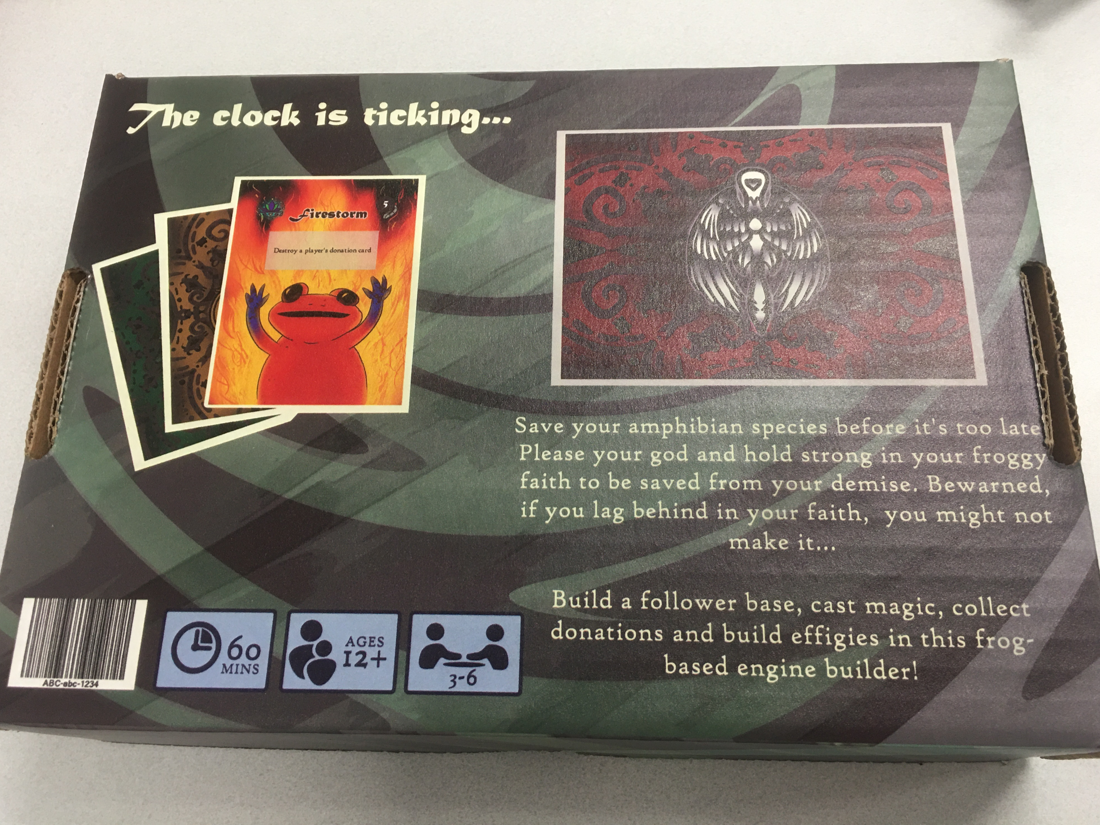 The clock is ticking...
Firestorm
5
Destroy a player's donation card
Save your amphibian species before it's too late
Please your god and hold strong in your froggy
faith to be saved from your demise. Bewarned,
if you lag behind in your faith, you might not
make it...
Build a follower base, cast magic, collect
donations and build effigies in this frog-
based engine builder!
ABC-abc-1234
60
MINS
AGES
12+
3-6